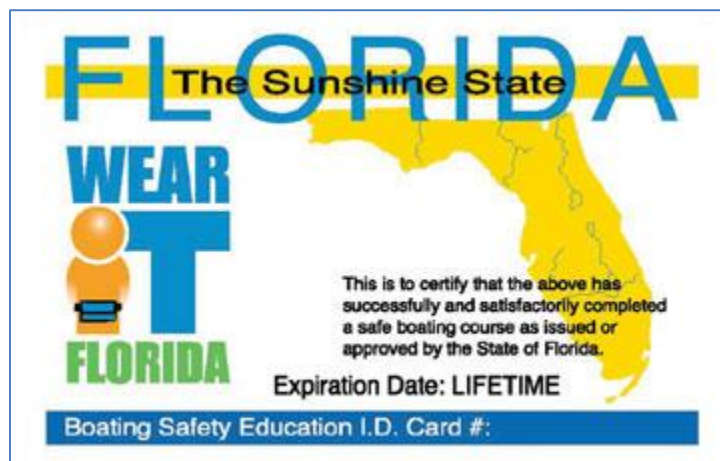 FLORIDA
The Sunshine State
WEAR
iT
FLORIDA
This is to certify that the above has
successfully and satisfactorily completed
a safe boating course as issued or
approved by the State of Florida.
Expiration Date: LIFETIME
Boating Safety Education I.D. Card #: